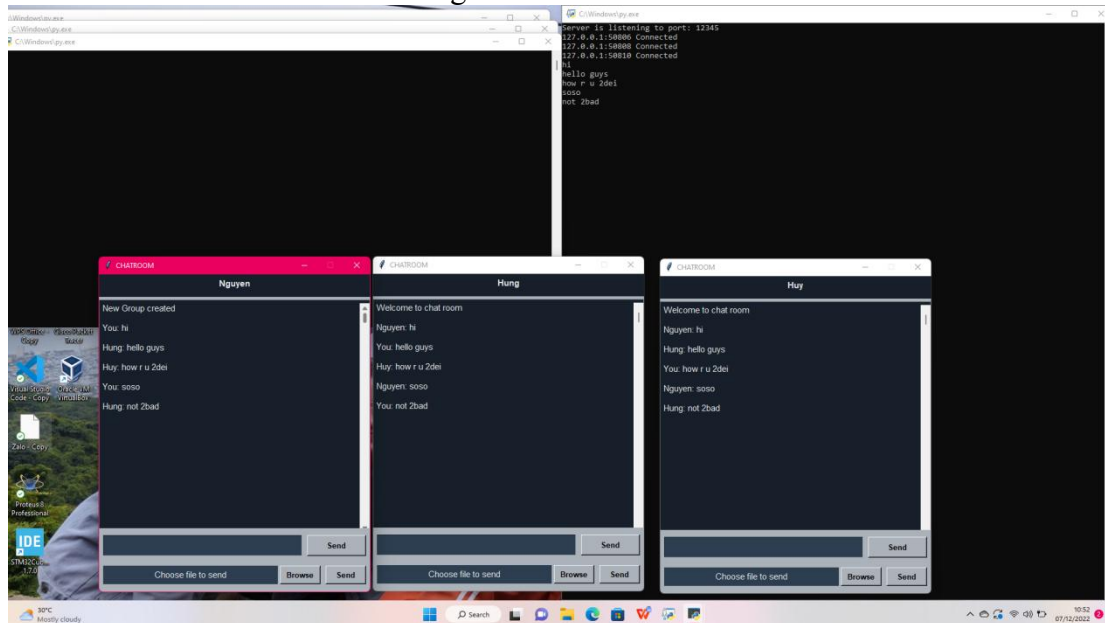 C:\Windows\py.exe
C:\Windows\py.exe
C:\Windows\py.exe
C:\Windows\py.exe
Server is listening to port: 12345
127.0.0.1:50806 Connected
127.0.0.1:50808 Connected
127.0.0.1:50810 Connected
hi
hello guys
how r u 2dei
soso
not 2bad
CHATROOM
Nguyen
New Group created
You: hi
Hung: hello guys
Huy: how r u 2dei
You: soso
Hung: not 2bad
Send
Choose file to send
Browse
Send
CHATROOM
Hung
Welcome to chat room
Nguyen: hi
You: hello guys
Huy: how r u 2dei
Nguyen: soso
You: not 2bad
Send
Choose file to send
Browse
Send
CHATROOM
Huy
Welcome to chat room
Nguyen: hi
Hung: hello guys
You: how r u 2dei
Nguyen: soso
Hung: not 2bad
Send
Choose file to send
Browse
Send
Visual Studio
Code - Copy
Zalo - Copy
Proteus 8
Professional
IDE
1.7.0
30°C
Mostly cloudy
Search
10:52
07/12/2022
2